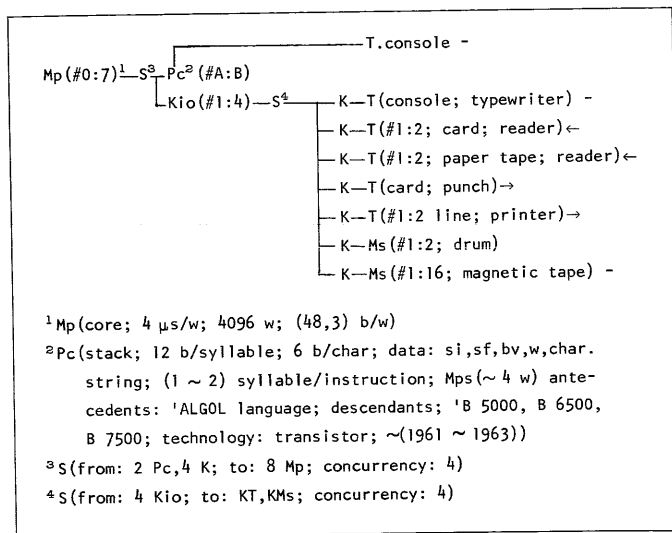 T.console -
Mp(#0:7)¹—S³—Pc²(#A:B)
Kio(#1:4)—S⁴
K—T(console; typewriter) -
K—T(#1:2; card; reader)←
K—T(#1:2; paper tape; reader)←
K—T(card; punch)→
K—T(#1:2 line; printer)→
K—Ms(#1:2; drum)
K—Ms(#1:16; magnetic tape) -
¹Mp(core; 4 μs/w; 4096 w; (48,3) b/w)
²Pc(stack; 12 b/syllable; 6 b/char; data: si,sf,bv,w,char.
string; (1 ~ 2) syllable/instruction; Mps(~ 4 w) ante-
cedents: 'ALGOL language; descendants; 'B 5000, B 6500,
B 7500; technology: transistor; ~(1961 ~ 1963))
³S(from: 2 Pc,4 K; to: 8 Mp; concurrency: 4)
⁴S(from: 4 Kio; to: KT,KMs; concurrency: 4)